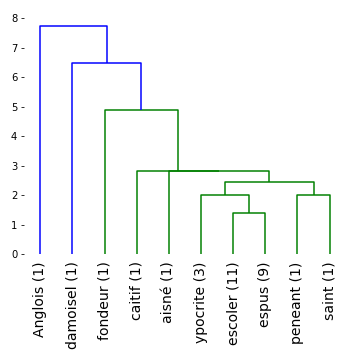 8
7
6
5
4
3
2
1
0
Anglois (1)
damoisel (1)
fondeur (1)
caitif (1)
aisné (1)
ypocrite (3)
escoler (11)
espus (9)
peneant (1)
saint (1)